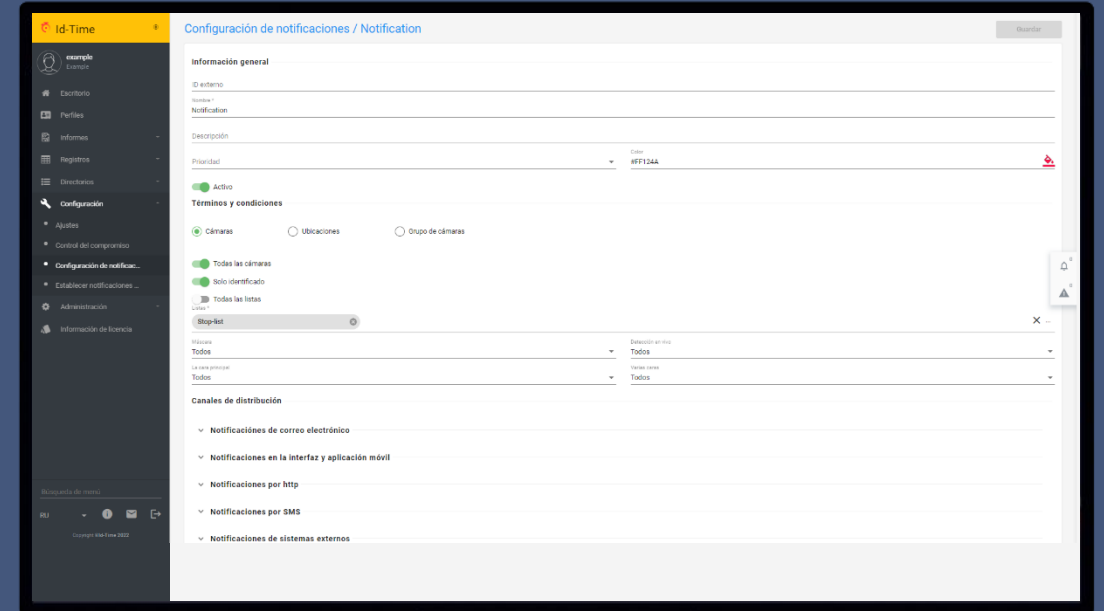 Id-Time
Configuración de notificaciones / Notification
Guardar
example
Example
Escritorio
Perfiles
Informes
Registros
Directorios
Configuración
Ajustes
Control del compromiso
Configuración de notificac...
Establecer notificaciones ...
Administración
Información de licencia
Búsqueda de menú
RU
Copyright Vid-Time 2022
Información general
ID externo
Nombre *
Notification
Descripción
Prioridad
Color
#FF124A
Activo
Términos y condiciones
Cámaras
Ubicaciones
Grupo de cámaras
Todas las cámaras
Solo identificado
Todas las listas
Listas *
Stop-list
Máscara
Todos
Detección en vivo
Todos
La cara principal
Todos
Varias caras
Todos
Canales de distribución
Notificaciónes de correo electrónico
Notificaciones en la interfaz y aplicación móvil
Notificaciones por http
Notificaciones por SMS
Notificaciones de sistemas externos